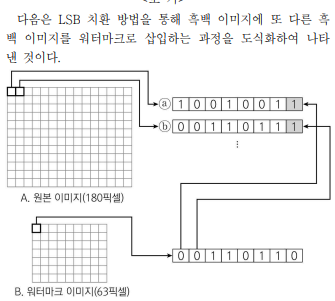 다음은 LSB 치환 방법을 통해 흑백 이미지에 또 다른 흑
백 이미지를 워터마크로 삽입하는 과정을 도식화하여 나타
낸 것이다.
ⓐ 1 0 0 1 0 0 1 1
ⓑ 0 0 1 1 0 1 1 1
⋮
A. 원본 이미지(180픽셀)
0 0 1 1 0 1 1 0
B. 워터마크 이미지(63픽셀)